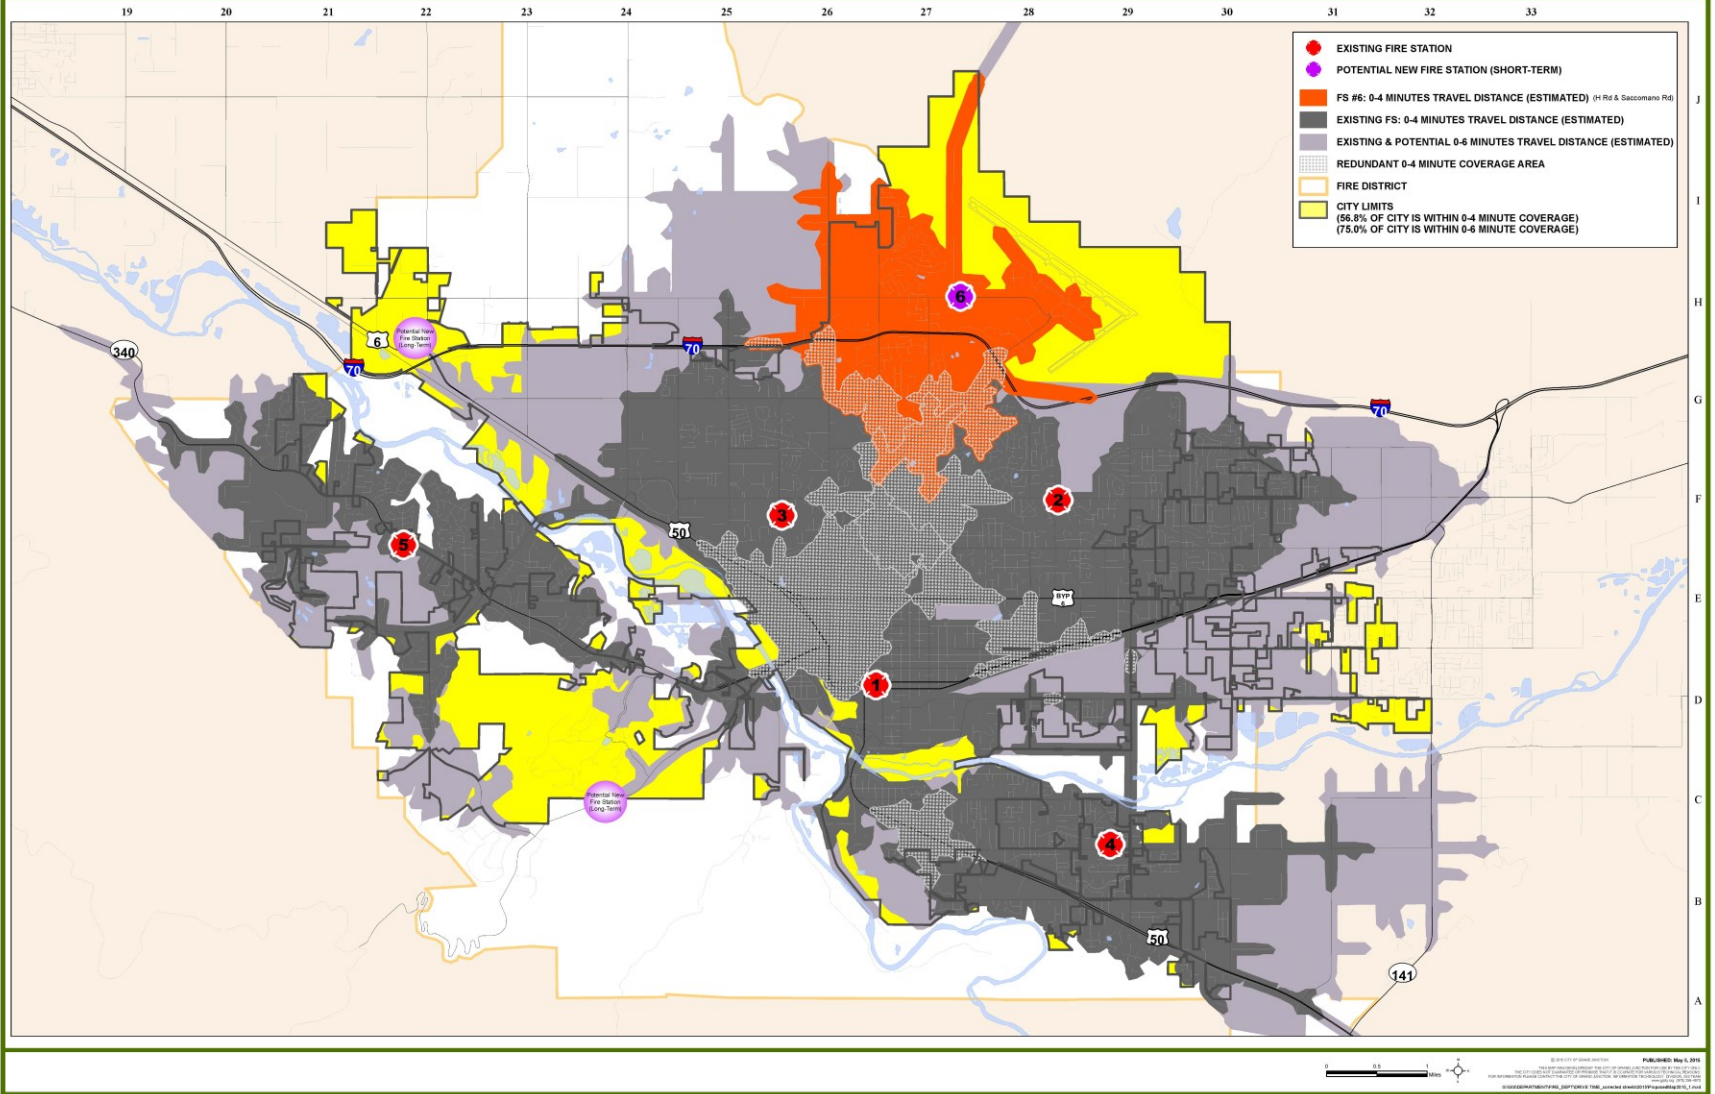 19 20 21 22 23 24 25 26 27 28 29 30 31 32 33
EXISTING FIRE STATION
POTENTIAL NEW FIRE STATION (SHORT-TERM)
FS #6: 0-4 MINUTES TRAVEL DISTANCE (ESTIMATED) (H Rd & Saccomano Rd)
EXISTING FS: 0-4 MINUTES TRAVEL DISTANCE (ESTIMATED)
EXISTING & POTENTIAL 0-6 MINUTES TRAVEL DISTANCE (ESTIMATED)
REDUNDANT 0-4 MINUTE COVERAGE AREA
FIRE DISTRICT
CITY LIMITS
(56.8% OF CITY IS WITHIN 0-4 MINUTE COVERAGE)
(75.0% OF CITY IS WITHIN 0-6 MINUTE COVERAGE)
J
I
H
G
F
E
D
C
B
A
6
Potential New
Fire Station
(Long-Term)
6
340
70
70
70
2
3
50
5
BYP
6
1
Potential New
Fire Station
(Long-Term)
4
50
141
0 0.5 1
Miles
PUBLISHED: May 6, 2015